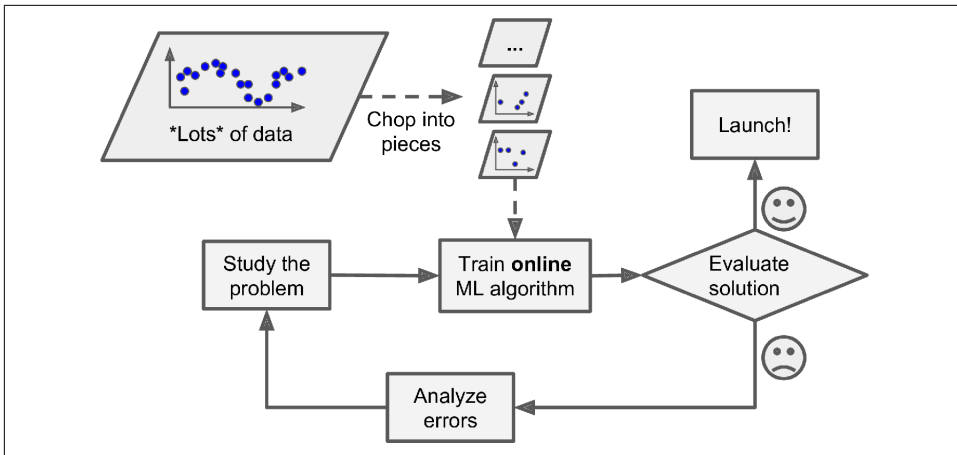 *Lots* of data
Chop into
pieces
...
Launch!
Study the
problem
Train online
ML algorithm
Evaluate
solution
Analyze
errors